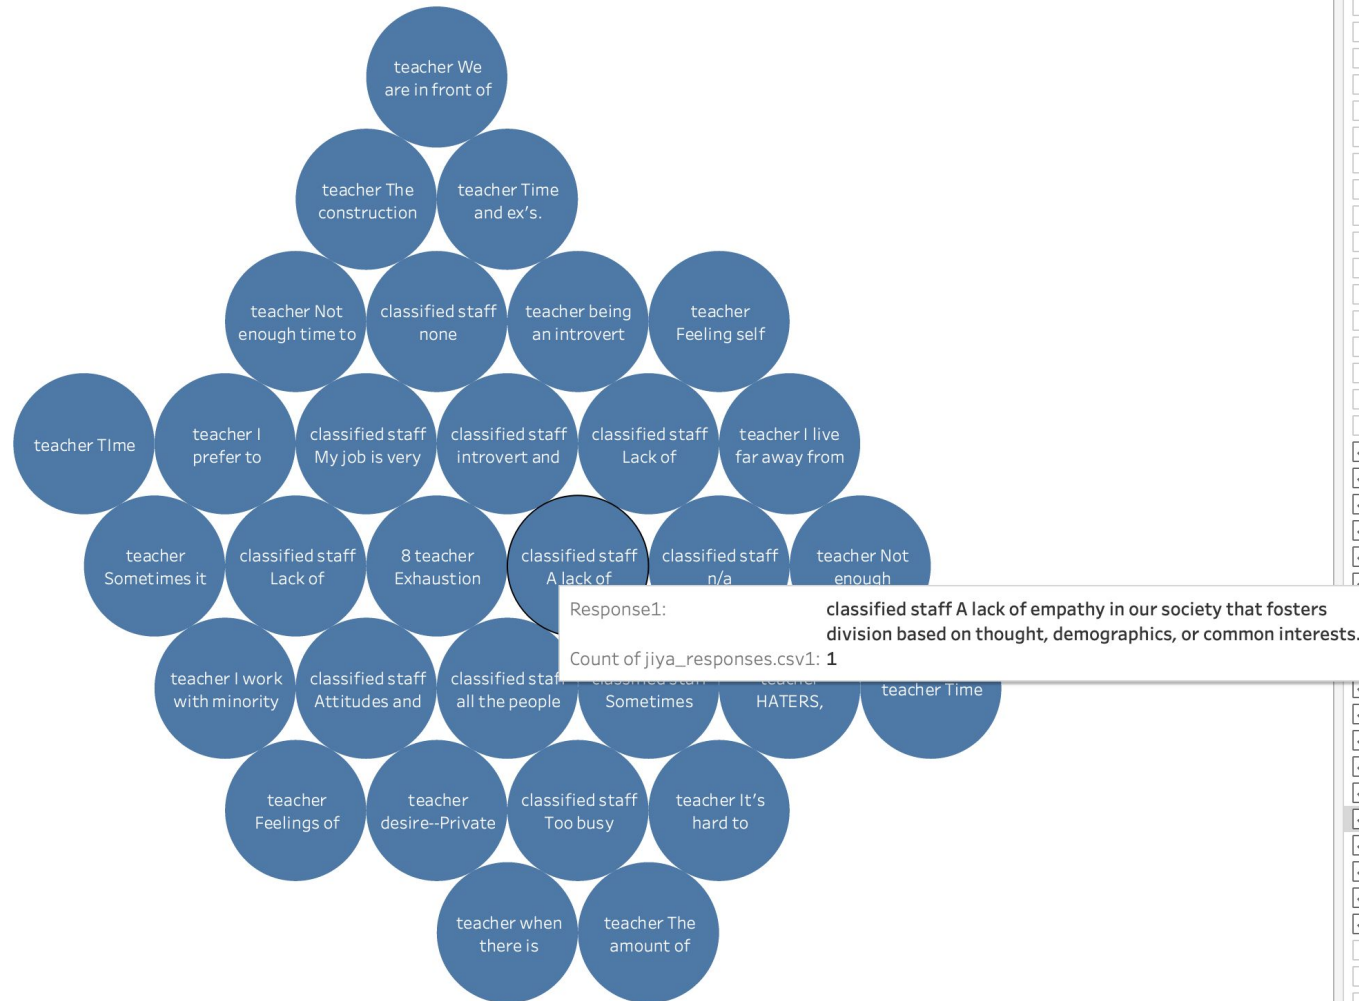 teacher We
are in front of
teacher The
construction
teacher Time
and ex's.
teacher Not
enough time to
classified staff
none
teacher being
an introvert
teacher
Feeling self
teacher TIme
teacher I
prefer to
classified staff
My job is very
classified staff
introvert and
classified staff
Lack of
teacher I live
far away from
teacher
Sometimes it
classified staff
Lack of
8 teacher
Exhaustion
classified staff
A lack of
classified staff
n/a
teacher Not
enough
Response1:
classified staff A lack of empathy in our society that fosters
division based on thought, demographics, or common interests.
Count of jiya_responses.csv1: 1
teacher I work
with minority
classified staff
Attitudes and
classified staff
all the people
classified staff
Sometimes
teacher
HATERS,
teacher Time
teacher
Feelings of
teacher
desire--Private
classified staff
Too busy
teacher It's
hard to
teacher when
there is
teacher The
amount of